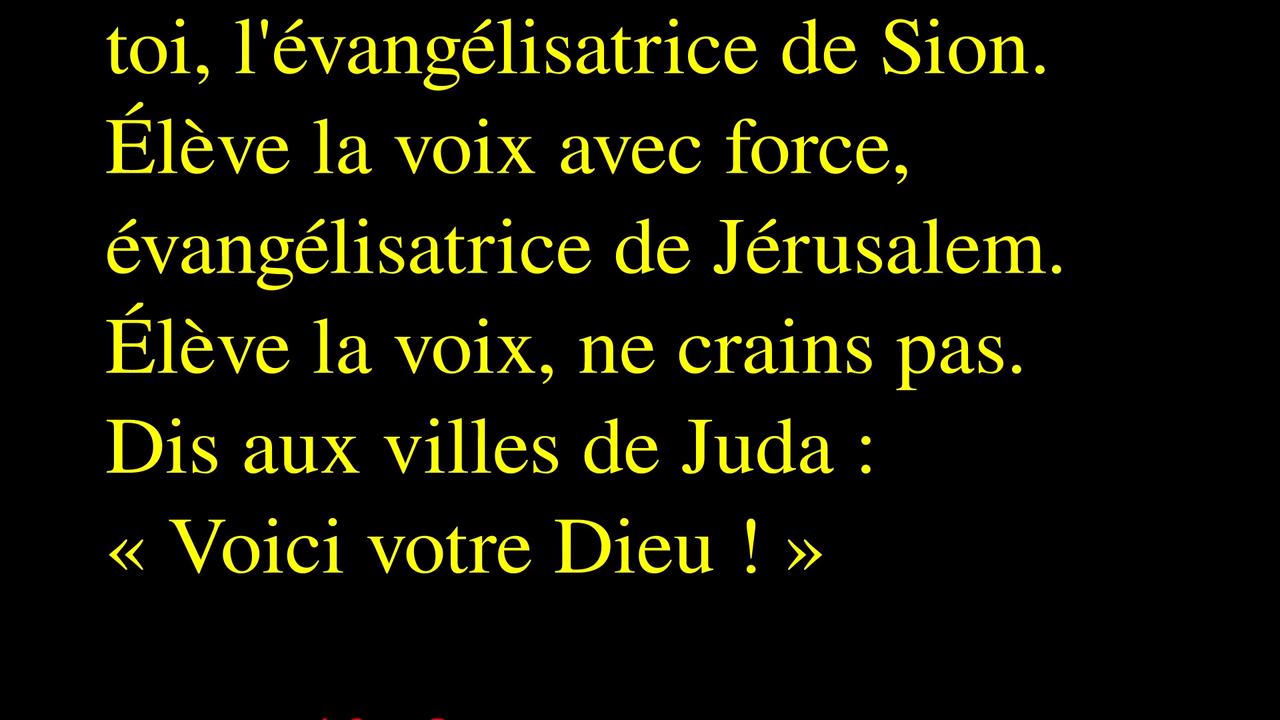 toi, l'évangélisatrice de Sion.
Élève la voix avec force,
évangélisatrice de Jérusalem.
Élève la voix, ne crains pas.
Dis aux villes de Juda :
« Voici votre Dieu ! »